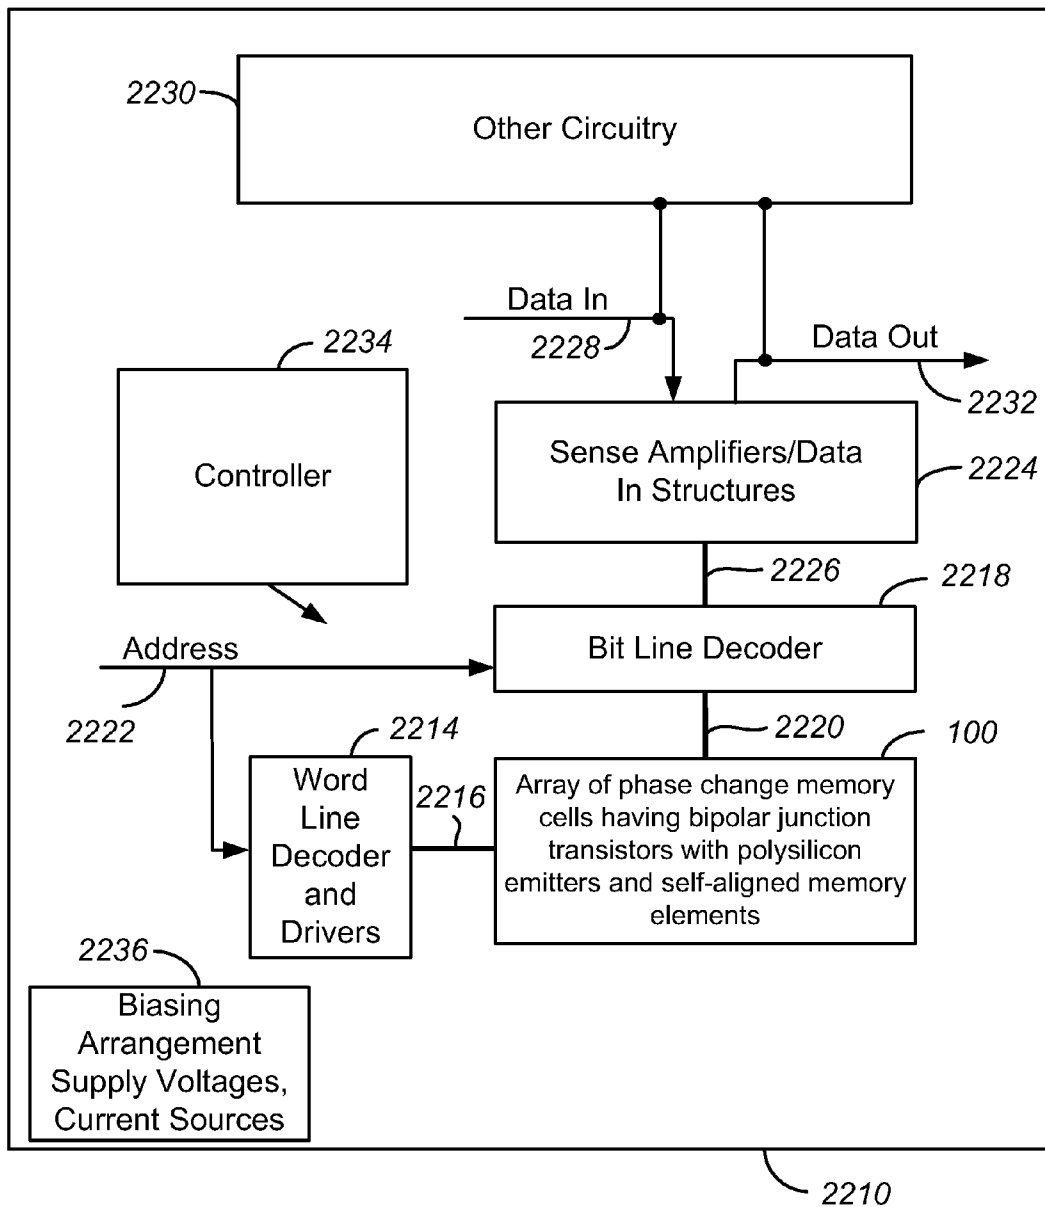 2230
Other Circuitry
Data In
2228
Data Out
2232
2234
Controller
Sense Amplifiers/Data
In Structures
2224
2226
2218
Bit Line Decoder
Address
2222
2220
2214
Word
Line
Decoder
and
Drivers
2216
100
Array of phase change memory
cells having bipolar junction
transistors with polysilicon
emitters and self-aligned memory
elements
2236
Biasing
Arrangement
Supply Voltages,
Current Sources
2210